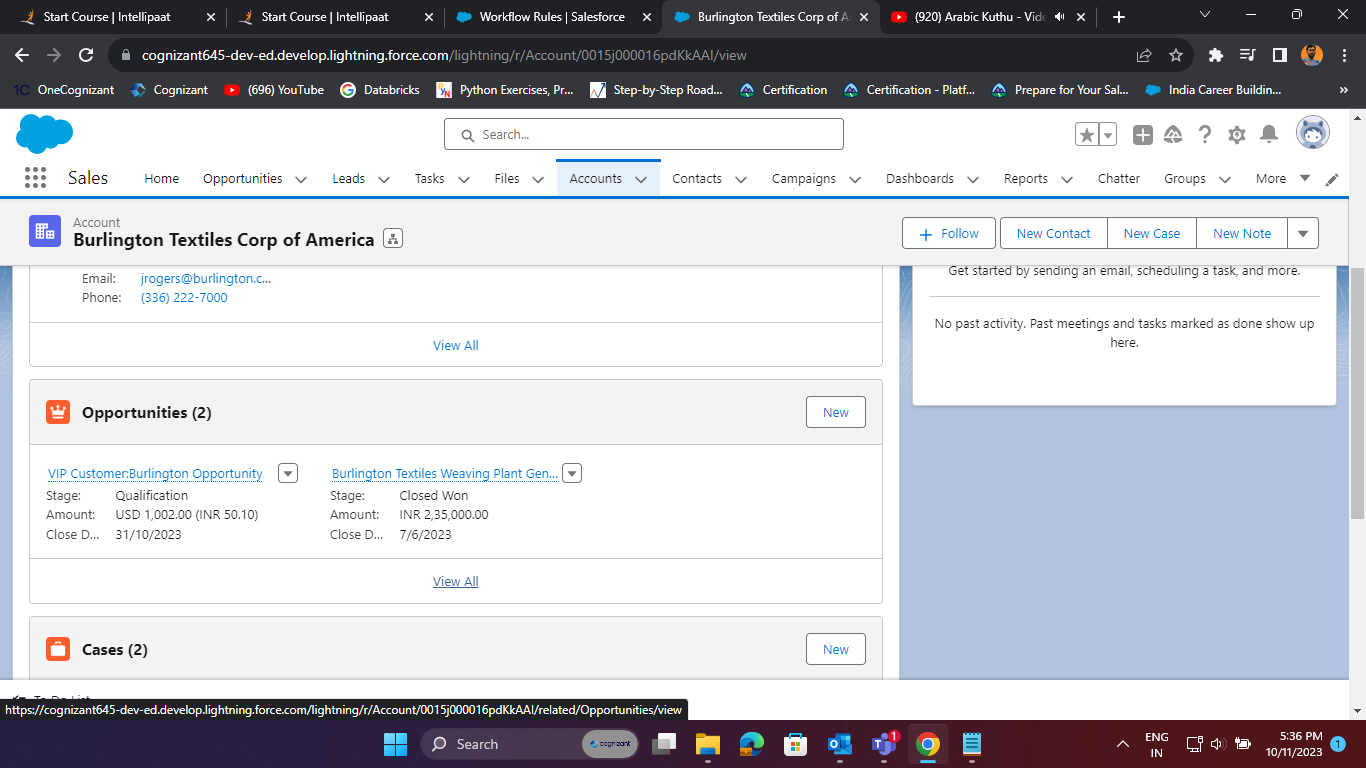 Start Course | Intellipaat
Start Course | Intellipaat
Workflow Rules | Salesforce
Burlington Textiles Corp of A
(920) Arabic Kuthu - Vide
cognizant645-dev-ed.develop.lightning.force.com/lightning/r/Account/0015j000016pdKkAAI/view
1C OneCognizant
Cognizant
(696) YouTube
Databricks
Python Exercises, Pr...
Step-by-Step Road...
Certification
Certification - Platf...
Prepare for Your Sal...
India Career Buildin...
»
Search...
Sales
Home
Opportunities
Leads
Tasks
Files
Accounts
Contacts
Campaigns
Dashboards
Reports
Chatter
Groups
More
Account
Burlington Textiles Corp of America
Follow
New Contact
New Case
New Note
Email: jrogers@burlington.c...
Phone: (336) 222-7000
View All
Get started by sending an email, scheduling a task, and more.
No past activity. Past meetings and tasks marked as done show up
here.
Opportunities (2)
New
VIP Customer:Burlington Opportunity
Stage: Qualification
Amount: USD 1,002.00 (INR 50.10)
Close D... 31/10/2023
Burlington Textiles Weaving Plant Gen...
Stage: Closed Won
Amount: INR 2,35,000.00
Close D... 7/6/2023
View All
Cases (2)
New
To Do List
https://cognizant645-dev-ed.develop.lightning.force.com/lightning/r/Account/0015j000016pdKkAAI/related/Opportunities/view
Search
cognizant
1
ENG
IN
5:36 PM
10/11/2023
1